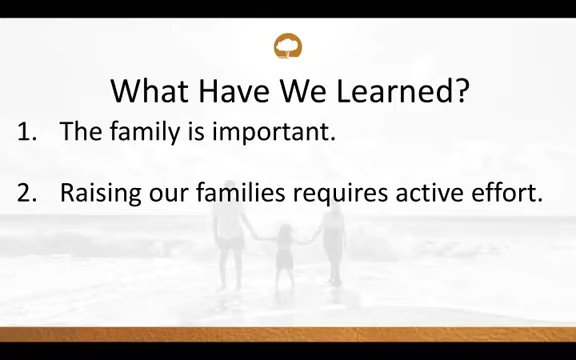 What Have We Learned?
1. The family is important.
2. Raising our families requires active effort.